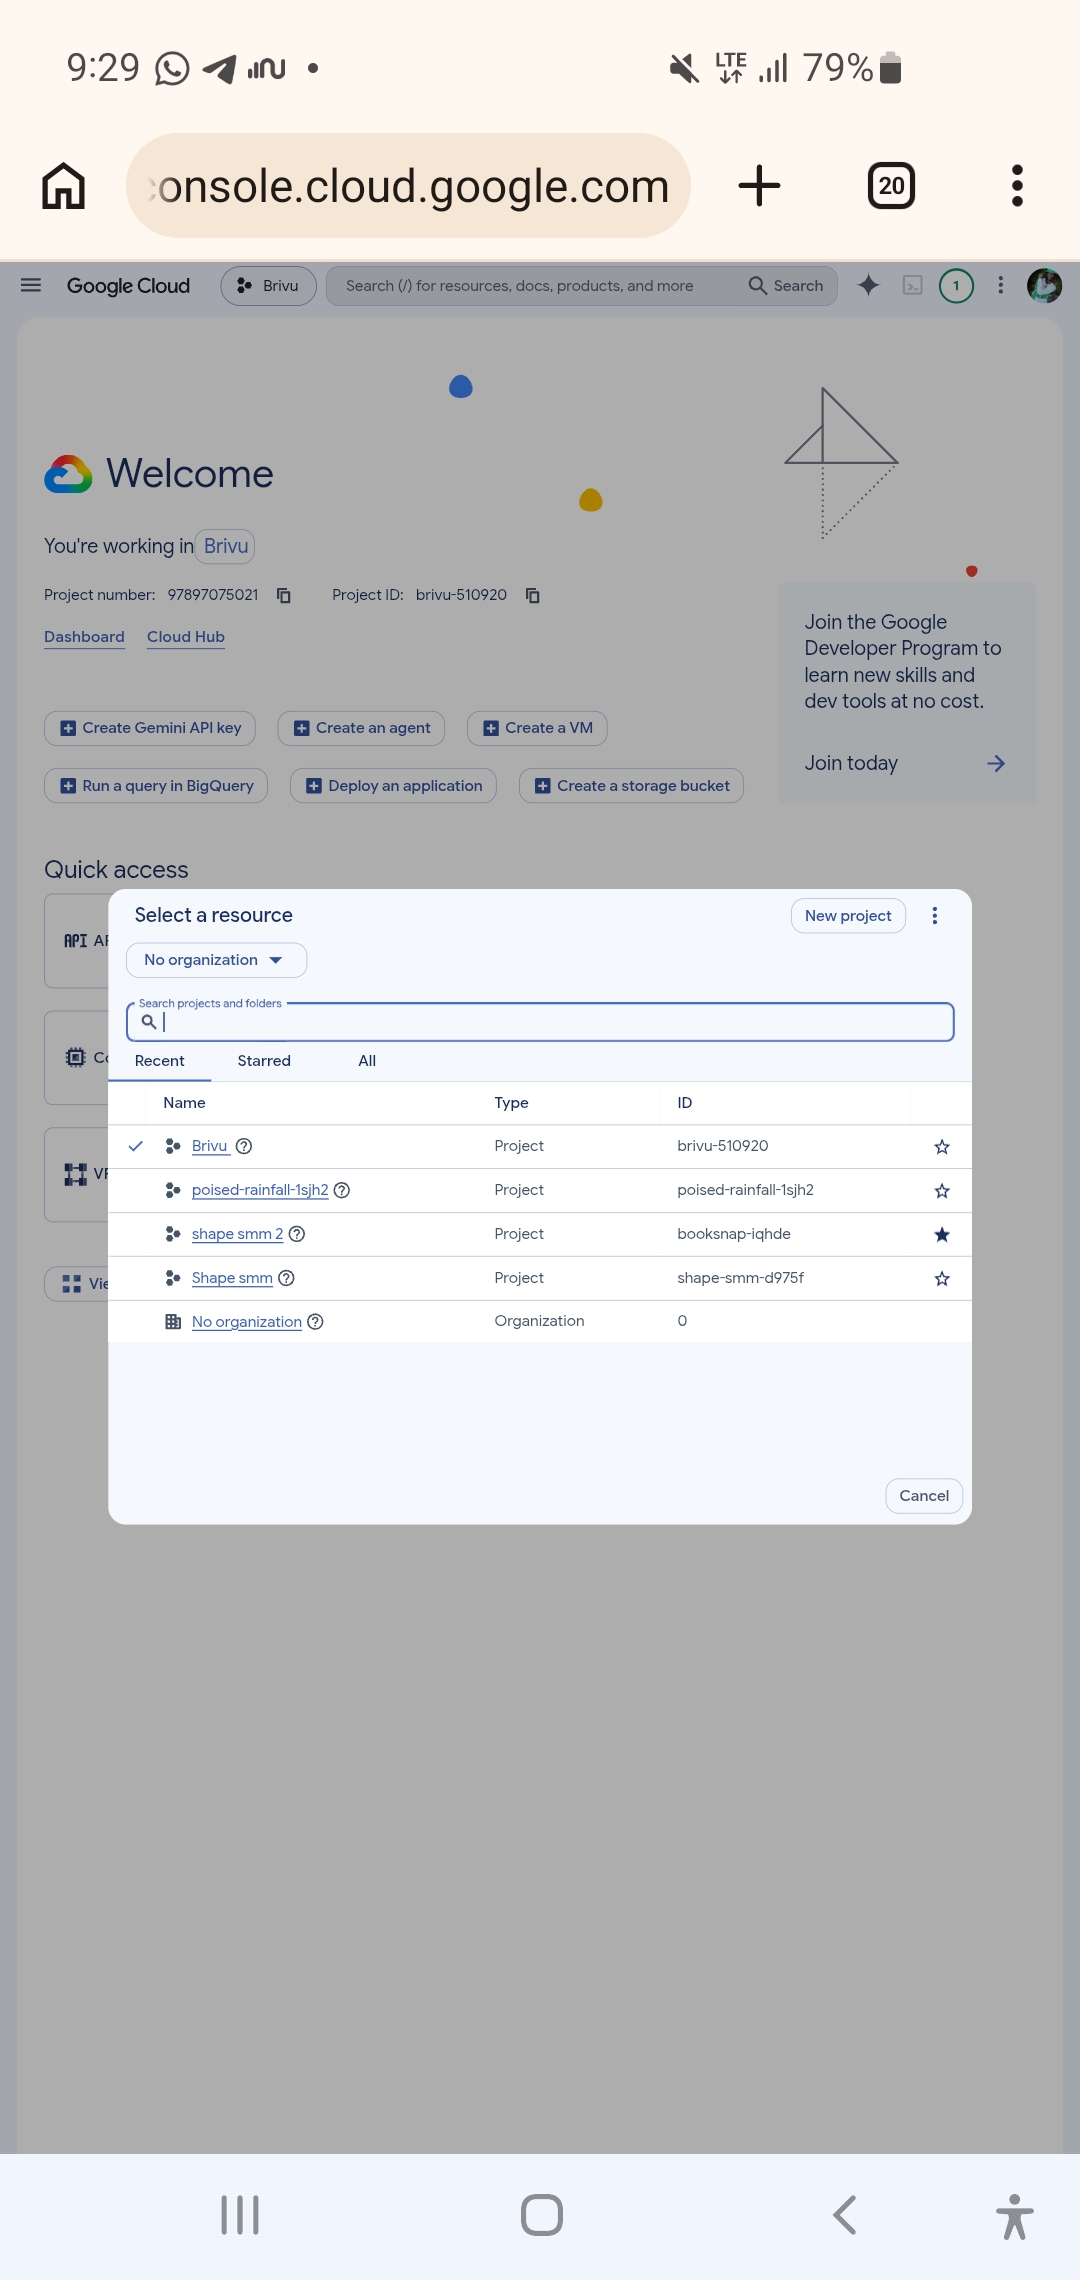 9:29
LTE
79%
console.cloud.google.com
20
Google Cloud
Brivu
Search (/) for resources, docs, products, and more
Search
1
Welcome
You're working in Brivu
Project number: 97897075021
Project ID: brivu-510920
Dashboard
Cloud Hub
Join the Google
Developer Program to
learn new skills and
dev tools at no cost.
Join today
Create Gemini API key
Create an agent
Create a VM
Run a query in BigQuery
Deploy an application
Create a storage bucket
Quick access
API
Select a resource
New project
No organization
Search projects and folders
Recent
Starred
All
Name
Type
ID
Brivu
Project
brivu-510920
poised-rainfall-1sjh2
Project
poised-rainfall-1sjh2
shape smm 2
Project
booksnap-iqhde
Shape smm
Project
shape-smm-d975f
No organization
Organization
0
Cancel